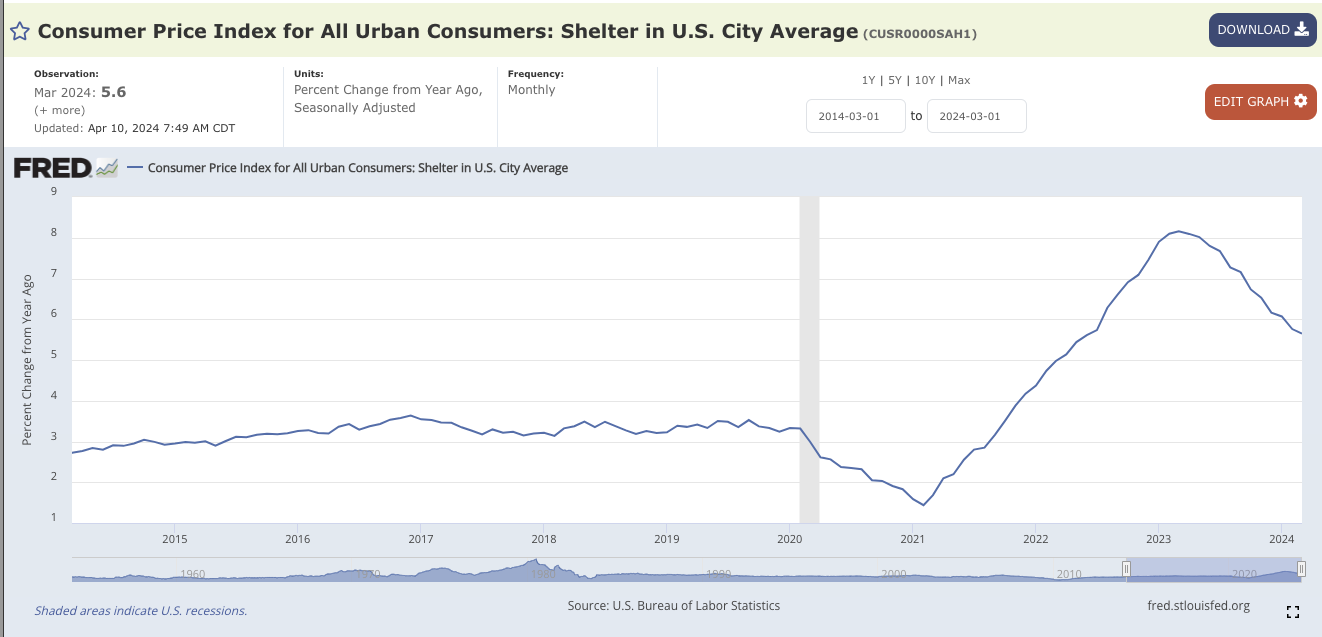 Consumer Price Index for All Urban Consumers: Shelter in U.S. City Average (CUSR0000SAH1)
DOWNLOAD
Observation:
Mar 2024: 5.6
(+ more)
Updated: Apr 10, 2024 7:49 AM CDT
Units:
Percent Change from Year Ago,
Seasonally Adjusted
Frequency:
Monthly
1Y | 5Y | 10Y | Max
2014-03-01 to 2024-03-01
EDIT GRAPH
FRED
Consumer Price Index for All Urban Consumers: Shelter in U.S. City Average
Percent Change from Year Ago
9
8
7
6
5
4
3
2
1
2015 2016 2017 2018 2019 2020 2021 2022 2023 2024
1960 1970 1980 1990 2000 2010 2020
Shaded areas indicate U.S. recessions.
Source: U.S. Bureau of Labor Statistics
fred.stlouisfed.org